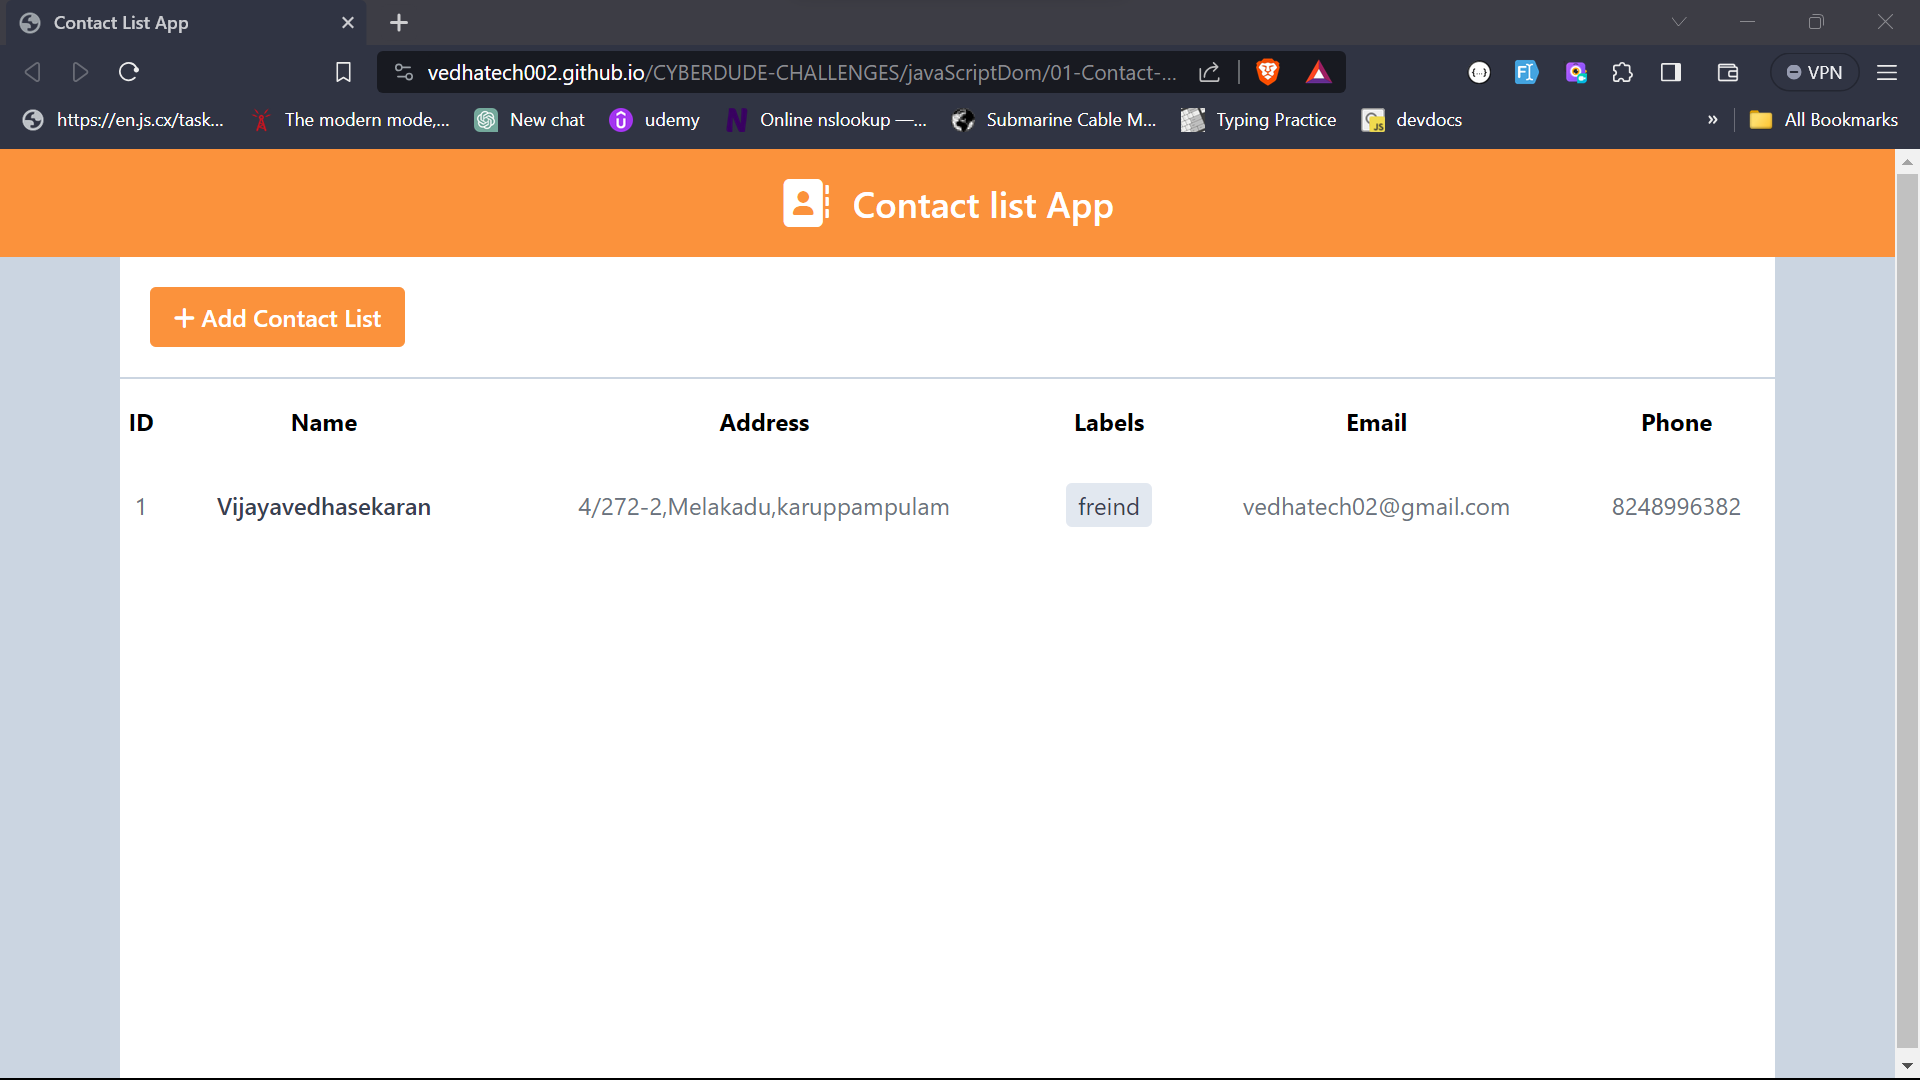 Contact List App
vedhatech002.github.io/CYBERDUDE-CHALLENGES/javaScriptDom/01-Contact-...
VPN
https://en.js.cx/task...
The modern mode,...
New chat
udemy
Online nslookup —...
Submarine Cable M...
Typing Practice
devdocs
»
All Bookmarks
Contact list App
+ Add Contact List
ID Name Address Labels Email Phone
1 Vijayavedhasekaran 4/272-2,Melakadu,karuppampulam freind vedhatech02@gmail.com 8248996382